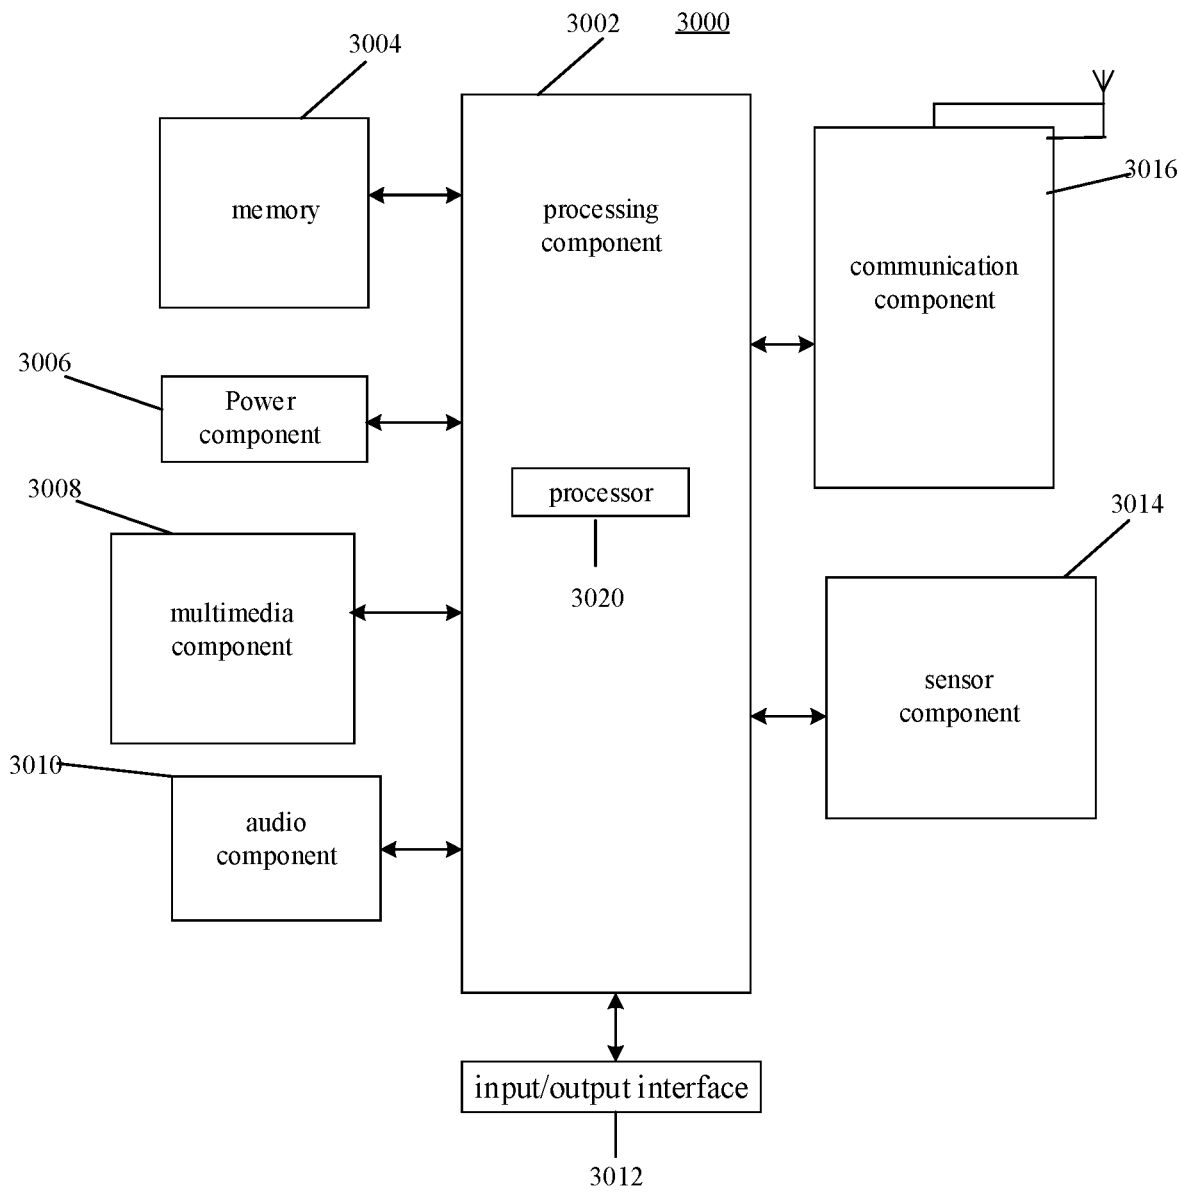 3002
3000
3004
3016
memory
processing
component
communication
component
3006
Power
component
3008
processor
3014
3020
multimedia
component
sensor
component
3010
audio
component
input/output interface
3012